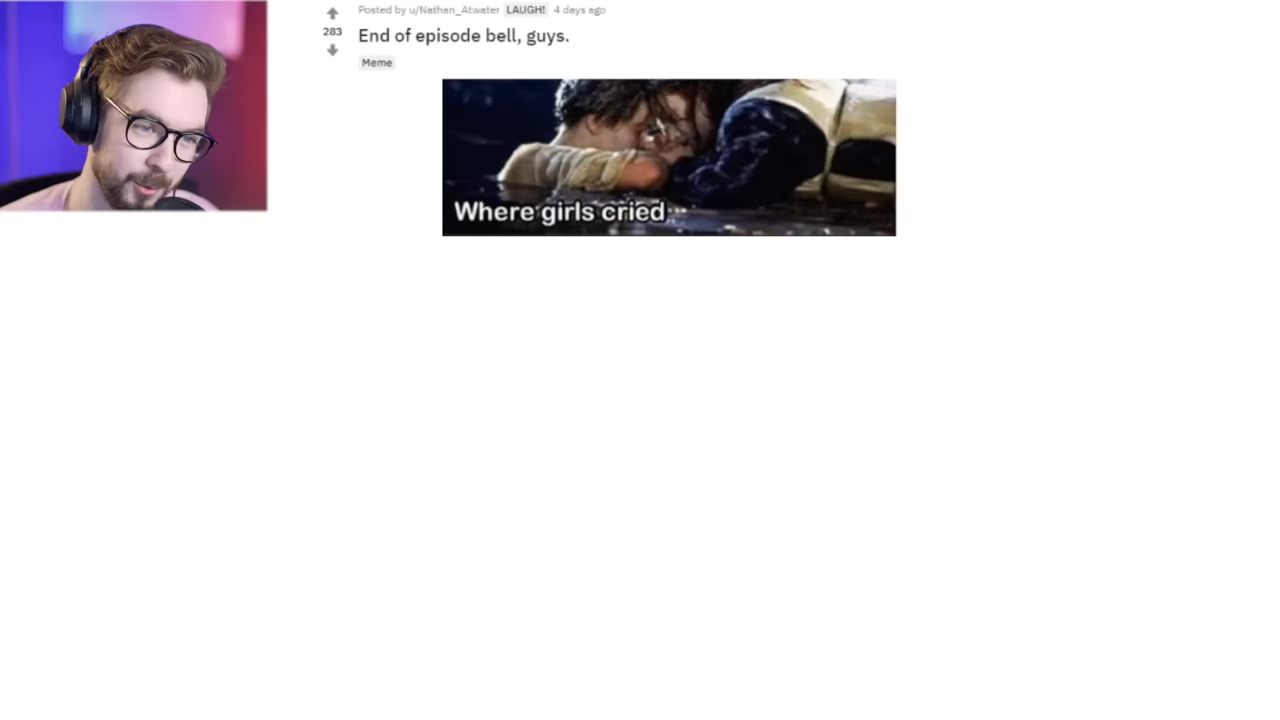 Posted by u/Nathan_Atwater LAUGH! 4 days ago
283
End of episode bell, guys.
Meme
Where girls cried...